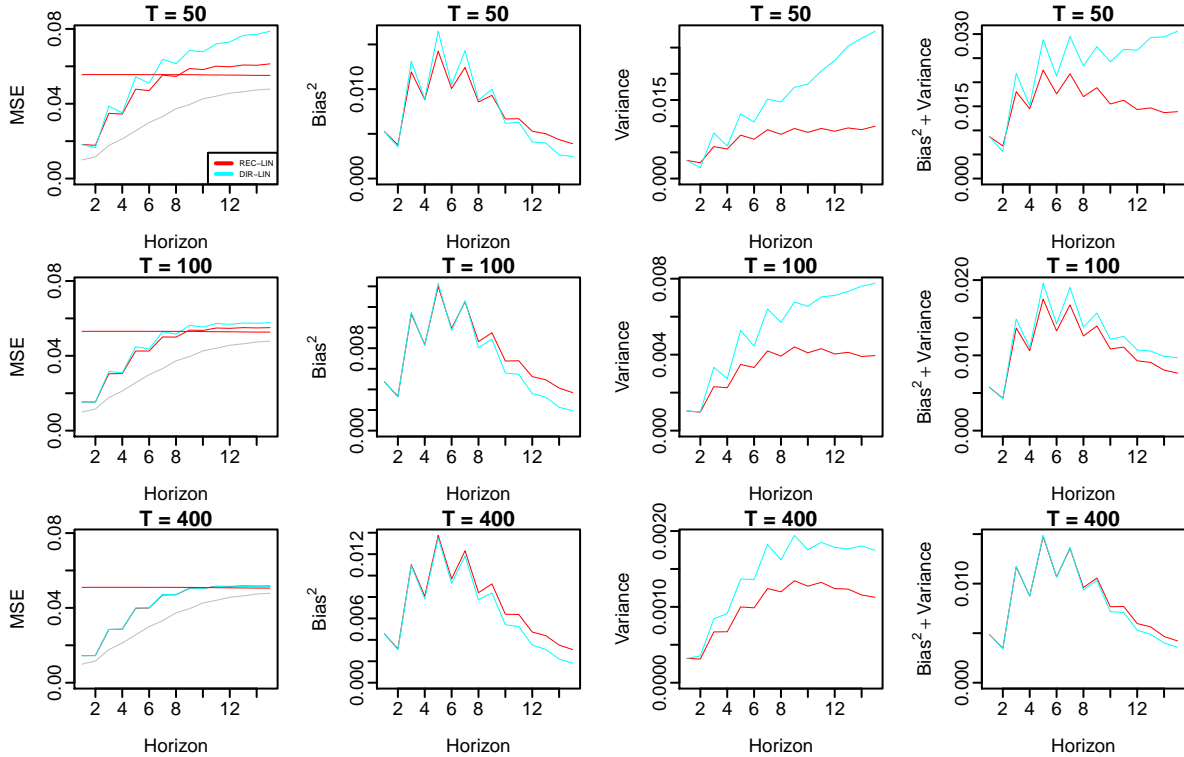 T = 50
T = 50
T = 50
T = 50
MSE
0.00 0.04 0.08
REC-LIN
DIR-LIN
2 4 6 8 12
Horizon
Bias²
0.000 0.010
2 4 6 8 12
Horizon
Variance
0.000 0.015
2 4 6 8 12
Horizon
Bias² + Variance
0.000 0.015 0.030
2 4 6 8 12
Horizon
T = 100
T = 100
T = 100
T = 100
MSE
0.00 0.04 0.08
2 4 6 8 12
Horizon
Bias²
0.000 0.008
2 4 6 8 12
Horizon
Variance
0.000 0.004 0.008
2 4 6 8 12
Horizon
Bias² + Variance
0.000 0.010 0.020
2 4 6 8 12
Horizon
T = 400
T = 400
T = 400
T = 400
MSE
0.00 0.04 0.08
2 4 6 8 12
Horizon
Bias²
0.000 0.006 0.012
2 4 6 8 12
Horizon
Variance
0.0000 0.0010 0.0020
2 4 6 8 12
Horizon
Bias² + Variance
0.000 0.010
2 4 6 8 12
Horizon